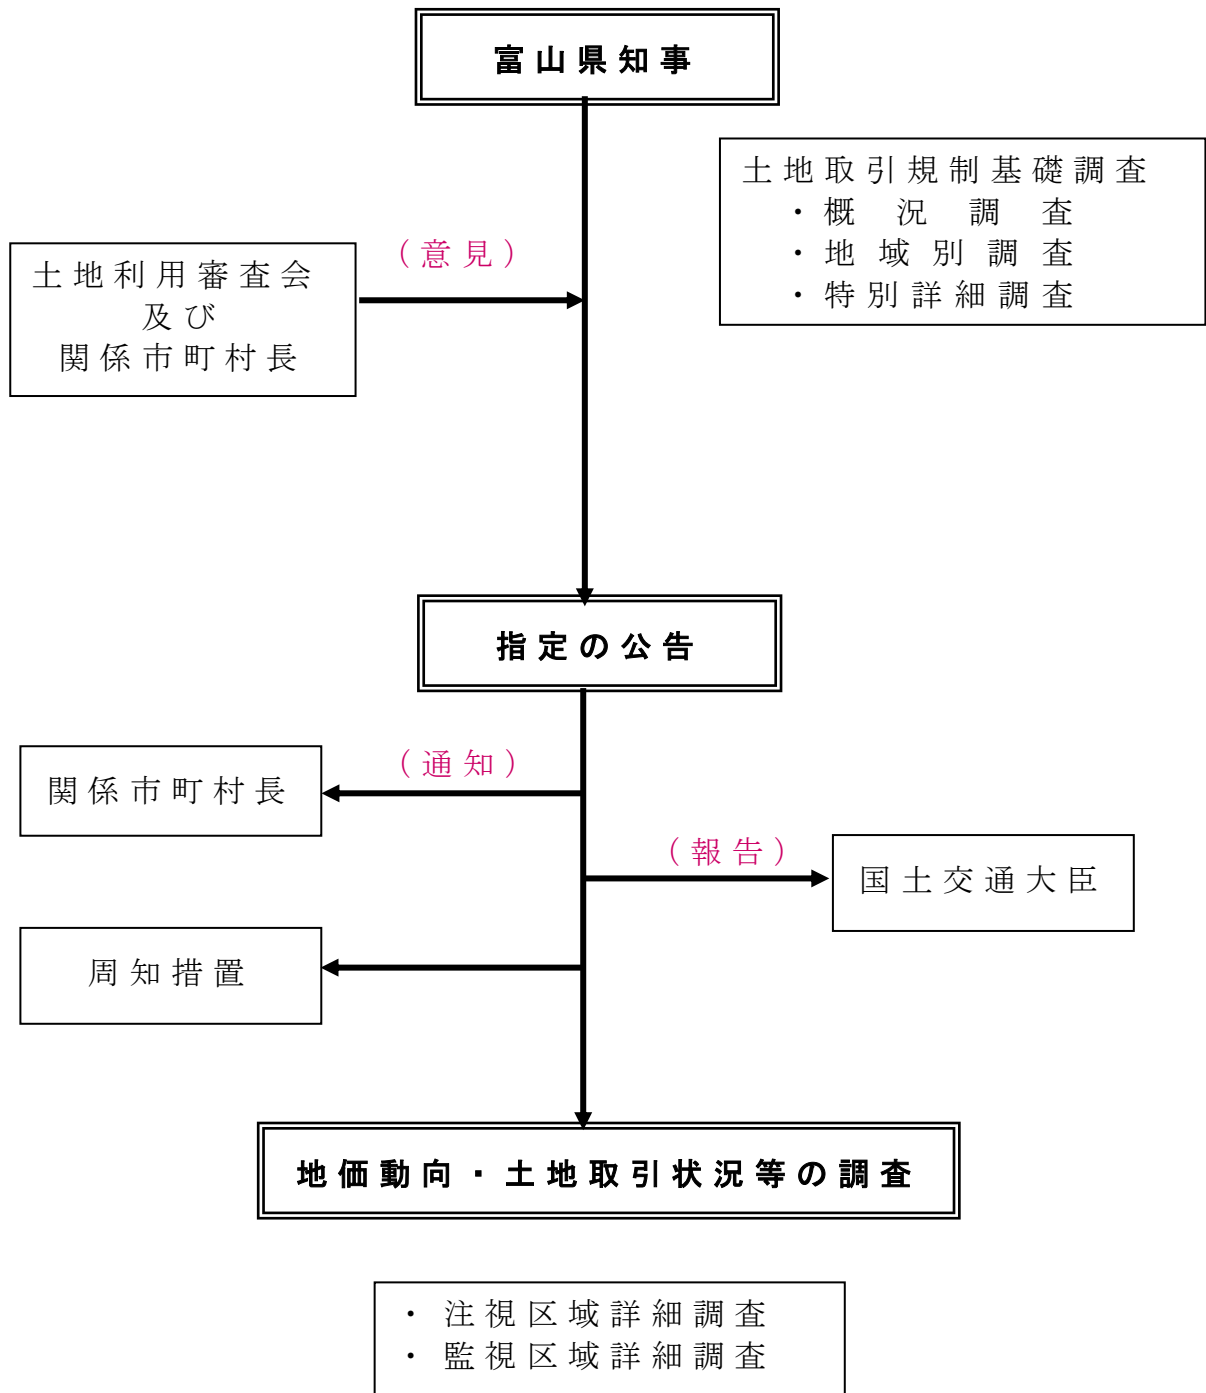 富山県知事
土地取引規制基礎調査
・概況調査
・地域別調査
・特別詳細調査
(意見)
土地利用審査会
及び
関係市町村長
指定の公告
(通知)
関係市町村長
(報告)
国土交通大臣
周知措置
地価動向・土地取引状況等の調査
・ 注視区域詳細調査
・ 監視区域詳細調査